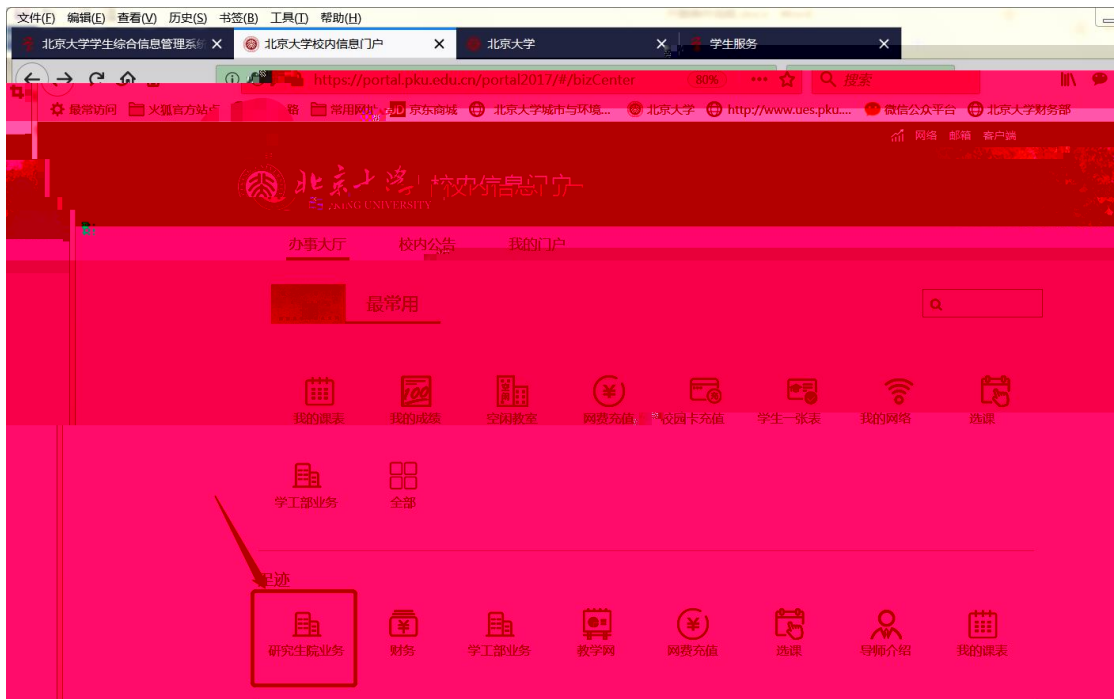 文件(F) 编辑(E) 查看(V) 历史(S) 书签(B) 工具(T) 帮助(H)
北京大学学生综合信息管理系统 北京大学校内信息门户 北京大学 学生服务
https://portal.pku.edu.cn/portal2017/#/bizCenter 80% 搜索
最常访问 火狐官方站点 常用网址 京东商城 北京大学城市与环境... 北京大学 http://www.ues.pku.... 微信公众平台 北京大学财务部
网络 邮箱 客户端
北京大学 校内信息门户
UNIVERSITY
办事大厅 校内公告 我的门户
最常用
我的课表 我的成绩 空闲教室 网费充值 校园卡充值 学生一张表 我的网络 选课
学工部业务 全部
足迹
研究生院业务 财务 学工部业务 教学网 网费充值 选课 导师介绍 我的课表